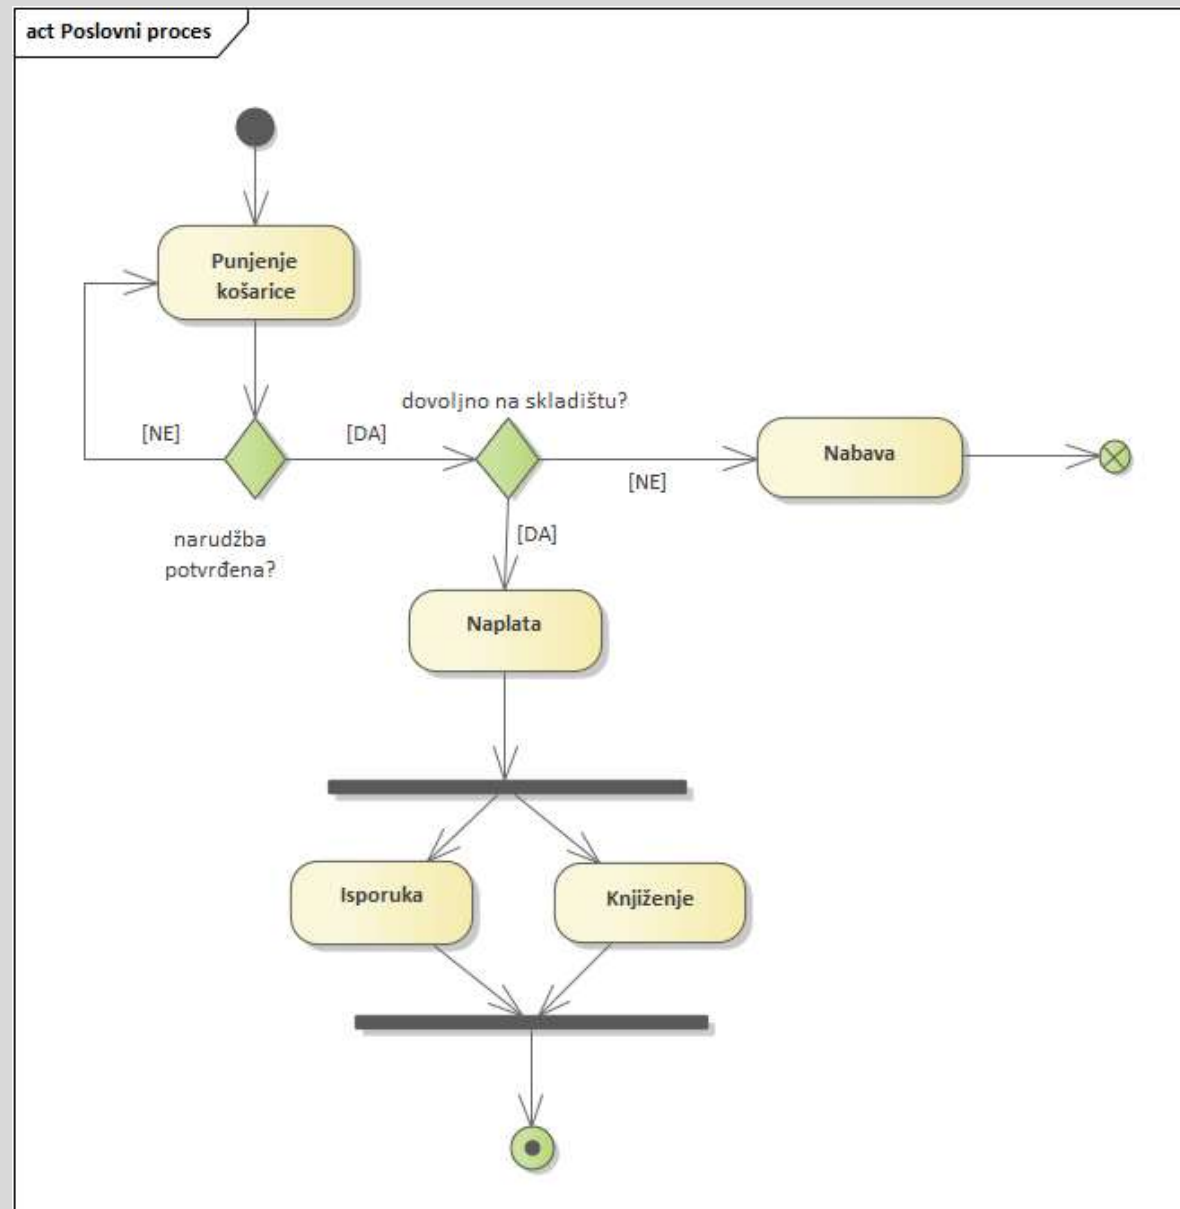 act Poslovni proces
Punjenje
košarice
dovoljno na skladištu?
[NE]
[DA]
Nabava
[NE]
[DA]
narudžba
potvrđena?
Naplata
Isporuka
Knjiženje